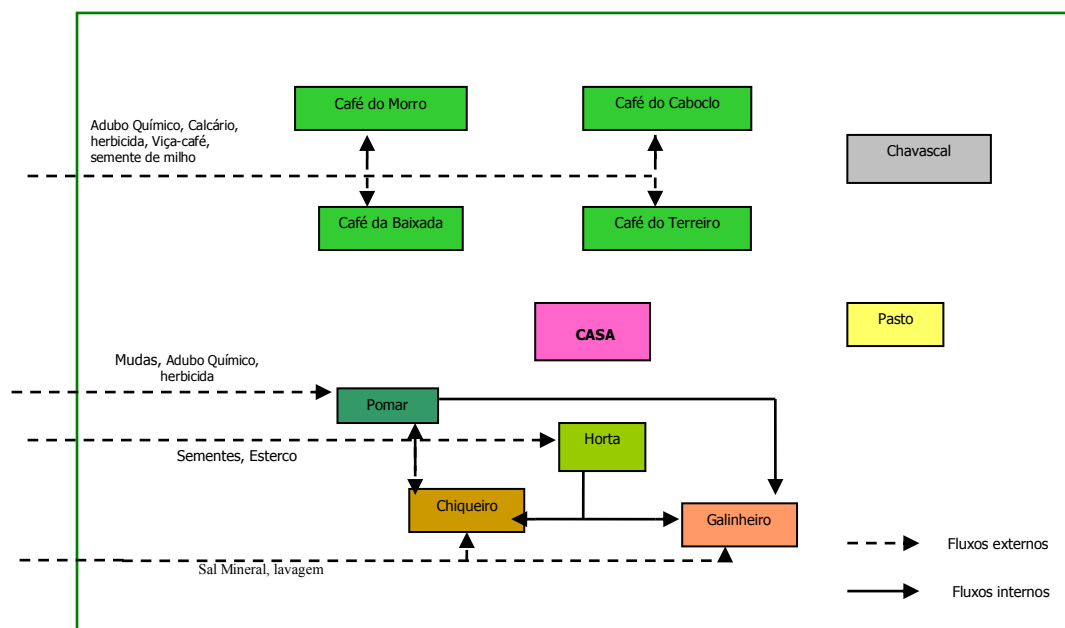 Café do Morro
Café do Caboclo
Adubo Químico, Calcário,
herbicida, Viça-café,
semente de milho
Chavascal
Café da Baixada
Café do Terreiro
CASA
Pasto
Mudas, Adubo Químico,
herbicida
Pomar
Horta
Sementes, Esterco
Chiqueiro
Galinheiro
Sal Mineral, lavagem
Fluxos externos
Fluxos internos